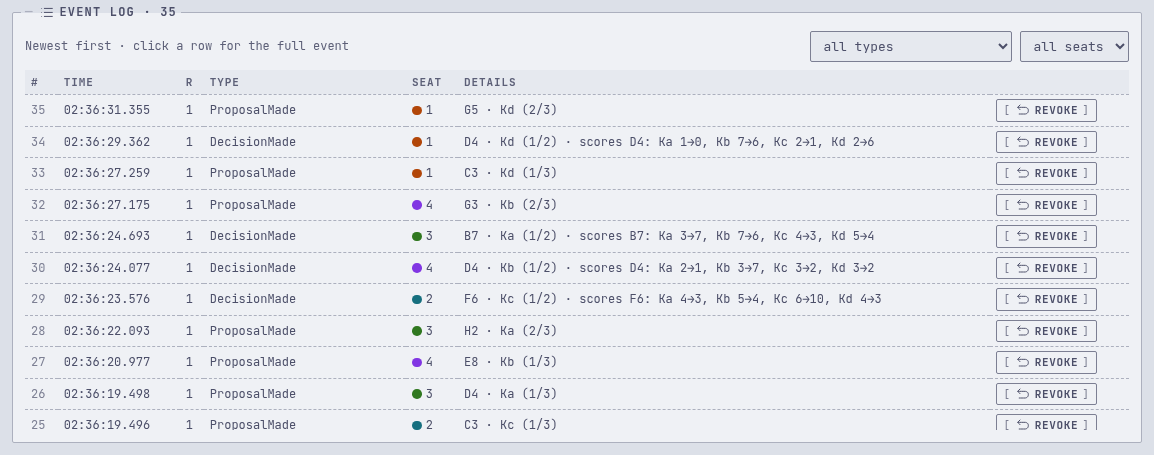 EVENT LOG · 35
Newest first · click a row for the full event
all types
all seats
# TIME R TYPE SEAT DETAILS
35 02:36:31.355 1 ProposalMade 1 G5 · Kd (2/3) [ REVOKE ]
34 02:36:29.362 1 DecisionMade 1 D4 · Kd (1/2) · scores D4: Ka 1→0, Kb 7→6, Kc 2→1, Kd 2→6 [ REVOKE ]
33 02:36:27.259 1 ProposalMade 1 C3 · Kd (1/3) [ REVOKE ]
32 02:36:27.175 1 ProposalMade 4 G3 · Kb (2/3) [ REVOKE ]
31 02:36:24.693 1 DecisionMade 3 B7 · Ka (1/2) · scores B7: Ka 3→7, Kb 7→6, Kc 4→3, Kd 5→4 [ REVOKE ]
30 02:36:24.077 1 DecisionMade 4 D4 · Kb (1/2) · scores D4: Ka 2→1, Kb 3→7, Kc 3→2, Kd 3→2 [ REVOKE ]
29 02:36:23.576 1 DecisionMade 2 F6 · Kc (1/2) · scores F6: Ka 4→3, Kb 5→4, Kc 6→10, Kd 4→3 [ REVOKE ]
28 02:36:22.093 1 ProposalMade 3 H2 · Ka (2/3) [ REVOKE ]
27 02:36:20.977 1 ProposalMade 4 E8 · Kb (1/3) [ REVOKE ]
26 02:36:19.498 1 ProposalMade 3 D4 · Ka (1/3) [ REVOKE ]
25 02:36:19.496 1 ProposalMade 2 C3 · Kc (1/3) [ REVOKE ]